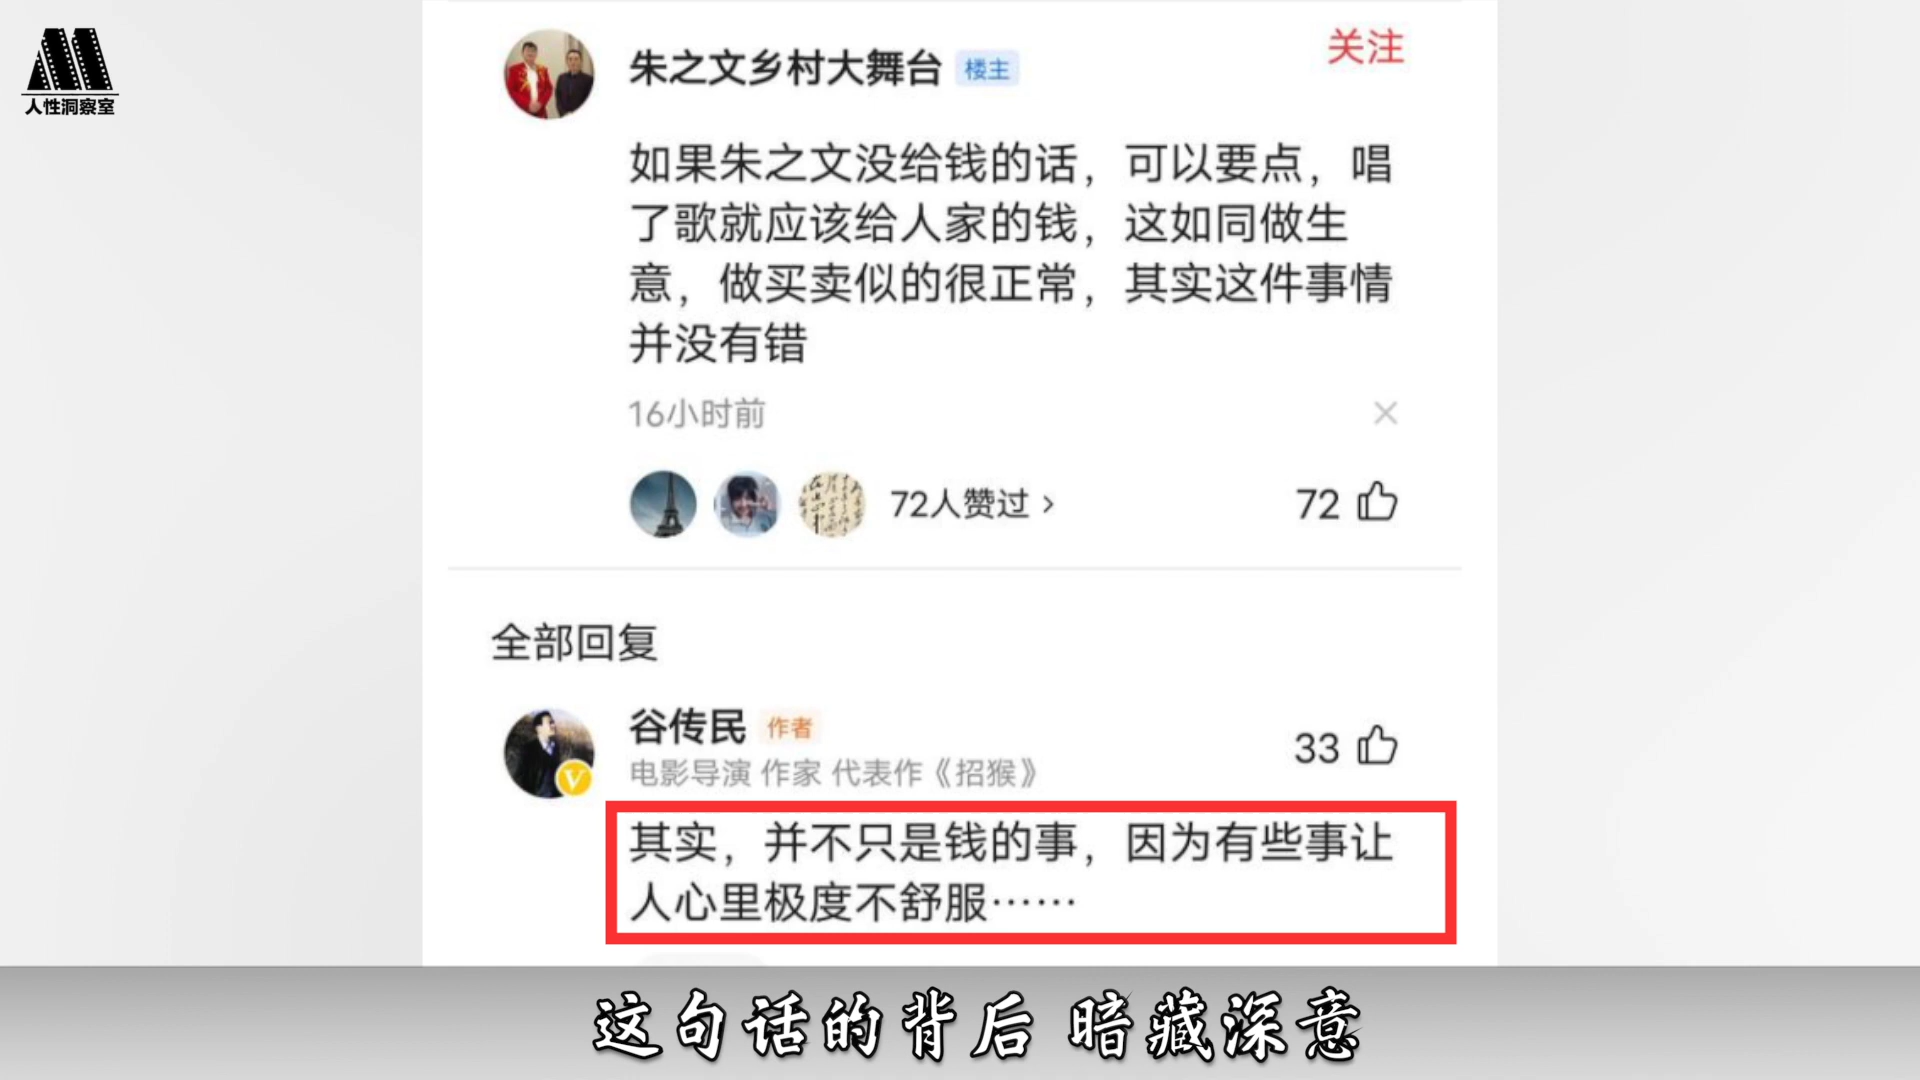 人性洞察室
朱之文乡村大舞台 楼主
关注
如果朱之文没给钱的话，可以要点，唱
了歌就应该给人家的钱，这如同做生
意，做买卖似的很正常，其实这件事情
并没有错
16小时前
72人赞过 >
72
全部回复
谷传民 作者
33
电影导演 作家 代表作《招猴》
其实，并不只是钱的事，因为有些事让
人心里极度不舒服……
这句话的背后 暗藏深意